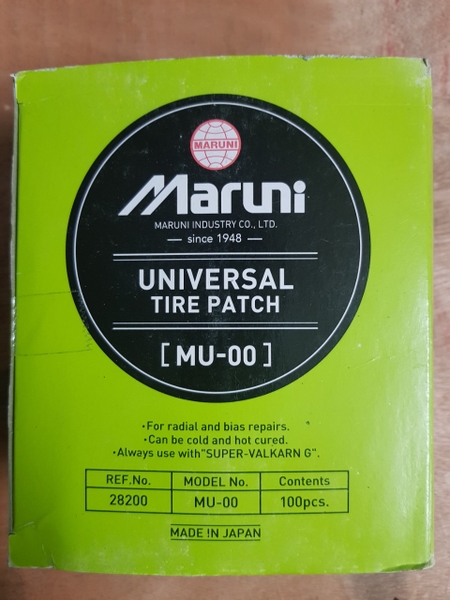 MARUNI
Maruni
MARUNI INDUSTRY CO., LTD.
since 1948
UNIVERSAL
TIRE PATCH
[MU-00]
·For radial and bias repairs.
·Can be cold and hot cured.
·Always use with"SUPER-VALKARN G".
REF.No. MODEL No. Contents
28200 MU-00 100pcs.
MADE IN JAPAN